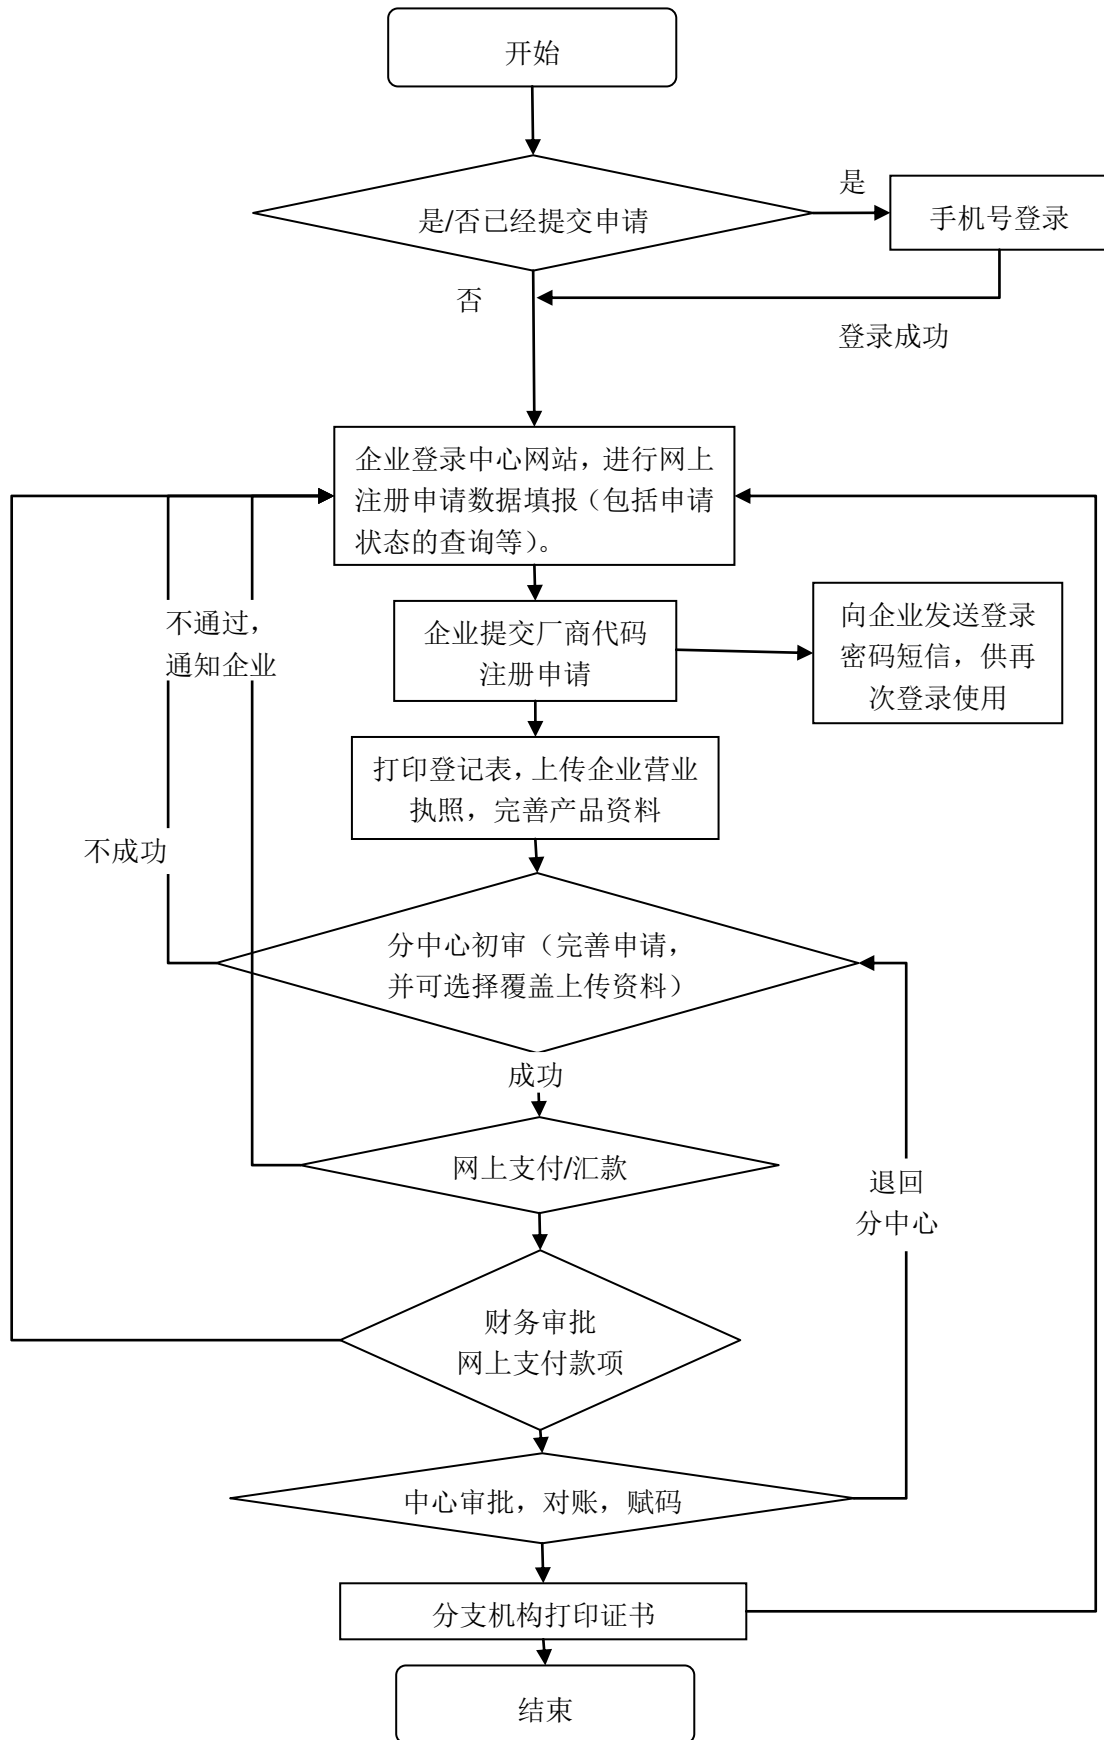 开始
是/否已经提交申请
是
手机号登录
否
登录成功
企业登录中心网站，进行网上
注册申请数据填报（包括申请
状态的查询等）。
不通过，
通知企业
企业提交厂商代码
注册申请
向企业发送登录
密码短信，供再
次登录使用
打印登记表，上传企业营业
执照，完善产品资料
不成功
分中心初审（完善申请，
并可选择覆盖上传资料）
成功
网上支付/汇款
退回
分中心
财务审批
网上支付款项
中心审批，对账，赋码
分支机构打印证书
结束